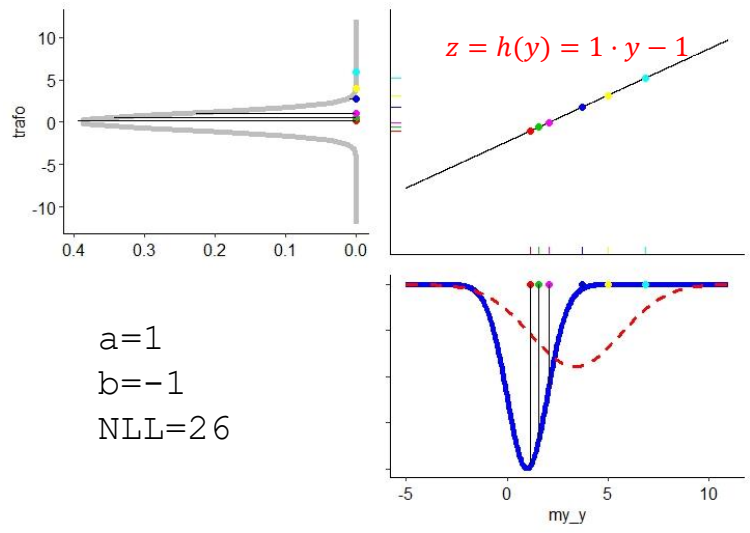 z = h(y) = 1 · y − 1
trafo
10
5
0
-5
-10
0.4 0.3 0.2 0.1 0.0
a=1
b=-1
NLL=26
-5 0 5 10
my_y